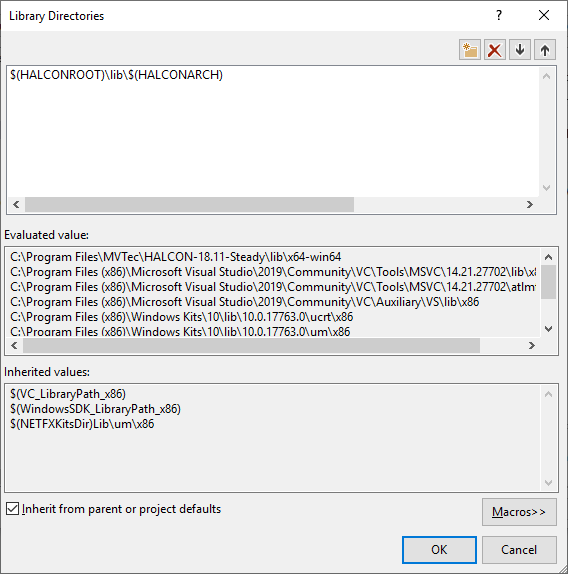 Library Directories
$(HALCONROOT)\lib\$(HALCONARCH)
Evaluated value:
C:\Program Files\MVTec\HALCON-18.11-Steady\lib\x64-win64
C:\Program Files (x86)\Microsoft Visual Studio\2019\Community\VC\Tools\MSVC\14.21.27702\lib\x8
C:\Program Files (x86)\Microsoft Visual Studio\2019\Community\VC\Tools\MSVC\14.21.27702\atlm
C:\Program Files (x86)\Microsoft Visual Studio\2019\Community\VC\Auxiliary\VS\lib\x86
C:\Program Files (x86)\Windows Kits\10\lib\10.0.17763.0\ucrt\x86
C:\Program Files (x86)\Windows Kits\10\lib\10.0.17763.0\um\x86
Inherited values:
$(VC_LibraryPath_x86)
$(WindowsSDK_LibraryPath_x86)
$(NETFXKitsDir)Lib\um\x86
Inherit from parent or project defaults
Macros>>
OK Cancel